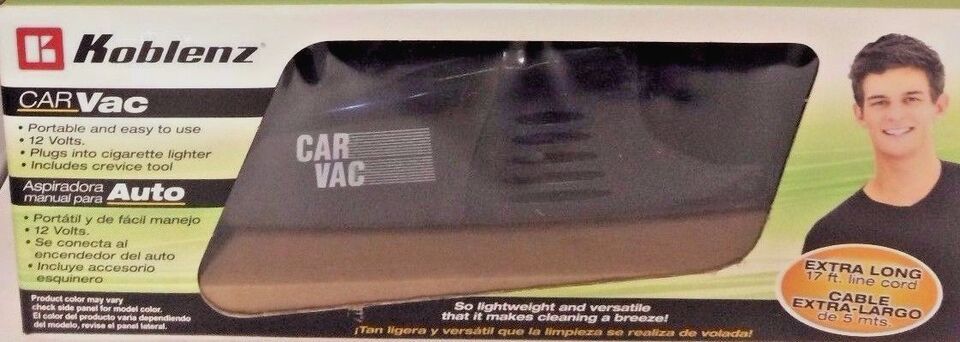 Koblenz
CAR Vac
• Portable and easy to use
• 12 Volts.
• Plugs into cigarette lighter
• Includes crevice tool
Aspiradora
manual para Auto
• Portátil y de fácil manejo
• 12 Volts.
• Se conecta al
encendedor del auto
• Incluye accesorio
esquinero
Product color may vary
check side panel for model color.
El color del producto varía dependiendo
del modelo, revise el panel lateral.
CAR
VAC
So lightweight and versatile
that it makes cleaning a breeze!
¡Tan ligera y versátil que la limpieza se realiza de volada!
EXTRA LONG
17 ft. line cord
CABLE
EXTRA-LARGO
de 5 mts.